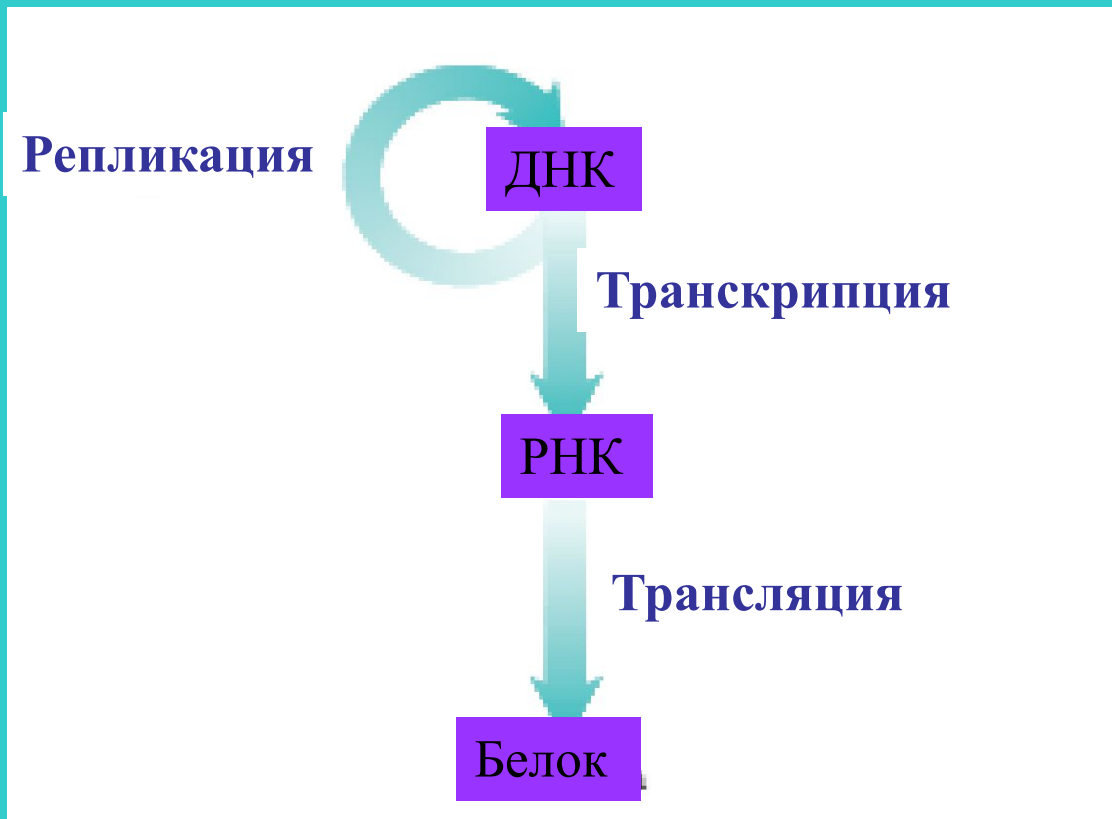 Репликация
ДНК
Транскрипция
РНК
Трансляция
Белок